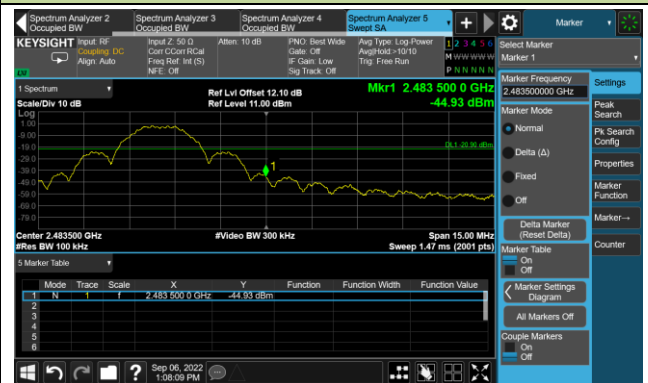 Spectrum Analyzer 2
Occupied BW
Spectrum Analyzer 3
Occupied BW
Spectrum Analyzer 4
Occupied BW
Spectrum Analyzer 5
Swept SA
Marker
KEYSIGHT
Input: RF
Coupling: DC
Align: Auto
Input Z: 50 Ω
Corr CCorr RCal
Freq Ref: Int (S)
NFE: Off
Atten: 10 dB
PNO: Best Wide
Gate: Off
IF Gain: Low
Sig Track: Off
Avg Type: Log-Power
Avg|Hold:>10/10
Trig: Free Run
1 2 3 4 5 6
M W W W W W
P N N N N N
LXI
Select Marker
Marker 1
1 Spectrum
Scale/Div 10 dB
Ref Lvl Offset 12.10 dB
Ref Level 11.00 dBm
Mkr1 2.483 500 0 GHz
-44.93 dBm
Log
1.00
-9.00
-19.0
-29.0
-39.0
-49.0
-59.0
-69.0
-79.0
DL1 -20.90 dBm
1
Center 2.483500 GHz
#Res BW 100 kHz
#Video BW 300 kHz
Span 15.00 MHz
Sweep 1.47 ms (2001 pts)
5 Marker Table
Mode Trace Scale X Y Function Function Width Function Value
1 N 1 f 2.483 500 0 GHz -44.93 dBm
2
3
4
5
6
Marker Frequency
2.483500000 GHz
Marker Mode
Normal
Delta (Δ)
Fixed
Off
Delta Marker
(Reset Delta)
Marker Table
On
Off
Marker Settings
Diagram
All Markers Off
Couple Markers
On
Off
Settings
Peak
Search
Pk Search
Config
Properties
Marker
Function
Marker→
Counter
?
Sep 06, 2022
1:08:09 PM